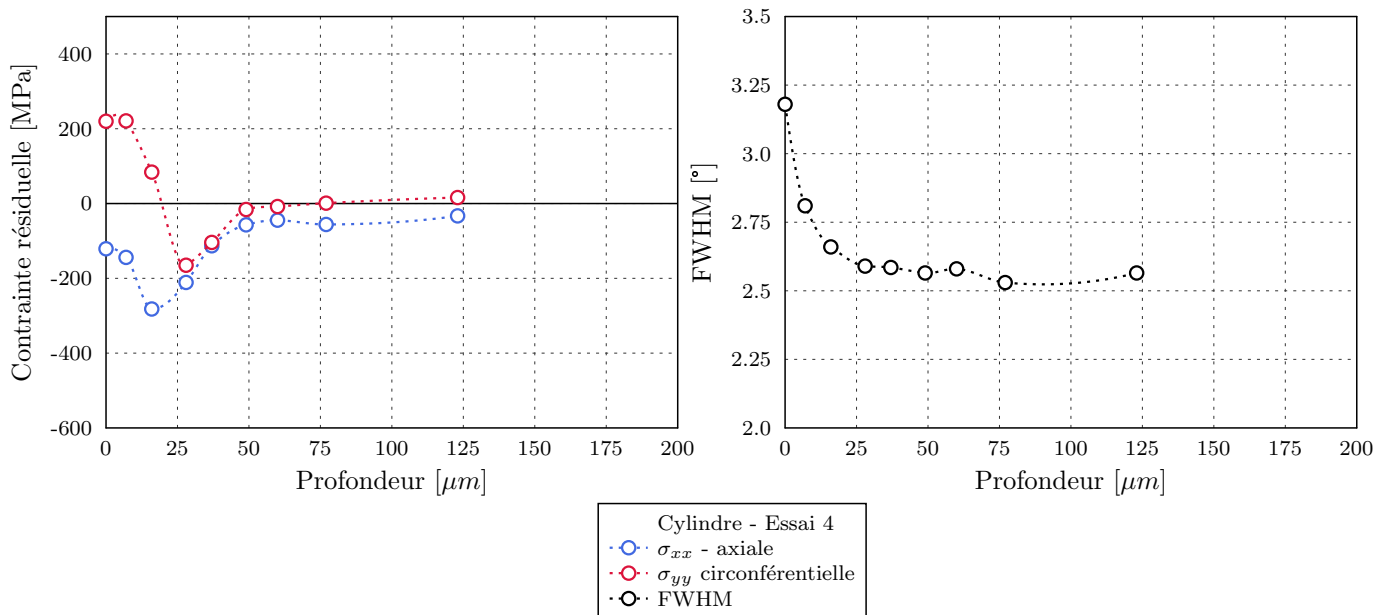 Contrainte résiduelle [MPa]
400
200
0
-200
-400
-600
0 25 50 75 100 125 150 175 200
Profondeur [μm]
FWHM [°]
3.5
3.25
3.0
2.75
2.5
2.25
2.0
0 25 50 75 100 125 150 175 200
Profondeur [μm]
Cylindre - Essai 4
σxx - axiale
σyy circonférentielle
FWHM